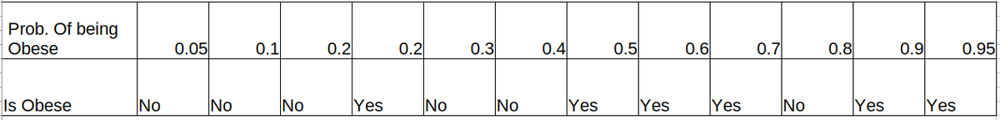 Prob. Of being
Obese 0.05 0.1 0.2 0.2 0.3 0.4 0.5 0.6 0.7 0.8 0.9 0.95
Is Obese No No No Yes No No Yes Yes Yes No Yes Yes